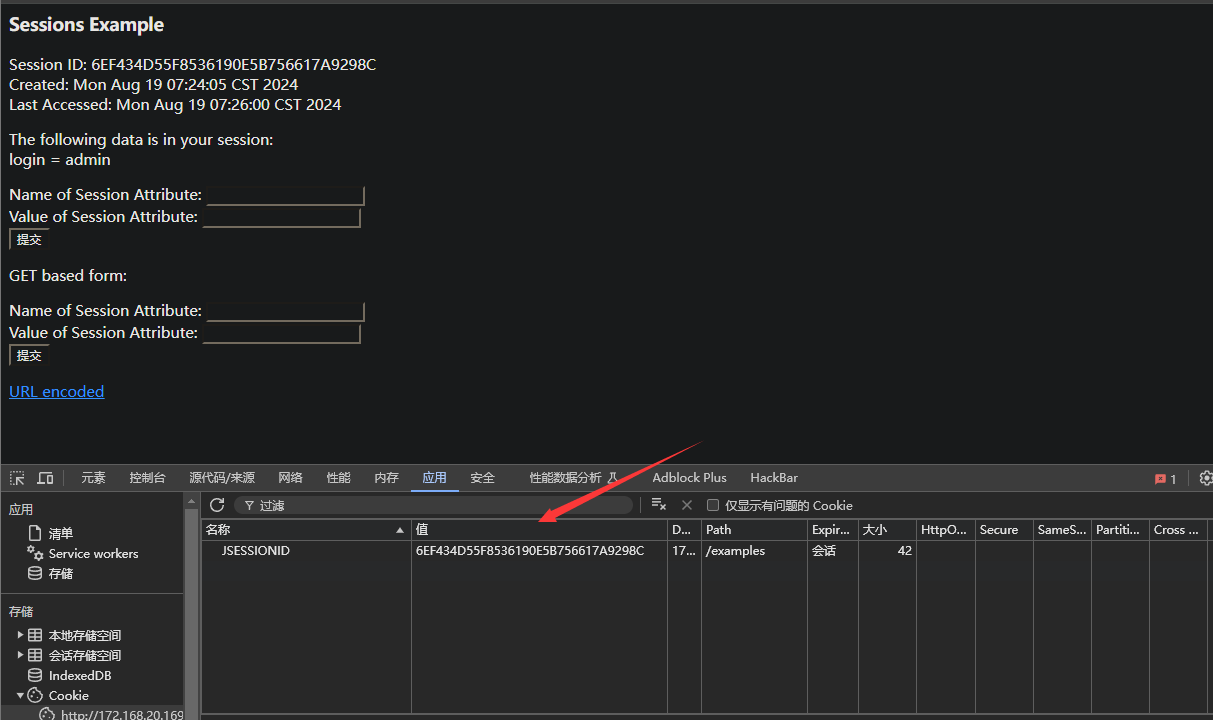 Sessions Example
Session ID: 6EF434D55F8536190E5B756617A9298C
Created: Mon Aug 19 07:24:05 CST 2024
Last Accessed: Mon Aug 19 07:26:00 CST 2024
The following data is in your session:
login = admin
Name of Session Attribute:
Value of Session Attribute:
提交
GET based form:
Name of Session Attribute:
Value of Session Attribute:
提交
URL encoded
元素 控制台 源代码/来源 网络 性能 内存 应用 安全 性能数据分析 Adblock Plus HackBar 1
应用
清单
Service workers
存储
存储
本地存储空间
会话存储空间
IndexedDB
Cookie
http://172.168.20.169
过滤 仅显示有问题的 Cookie
名称 值 D... Path Expir... 大小 HttpO... Secure SameS... Partiti... Cross ...
JSESSIONID 6EF434D55F8536190E5B756617A9298C 17... /examples 会话 42